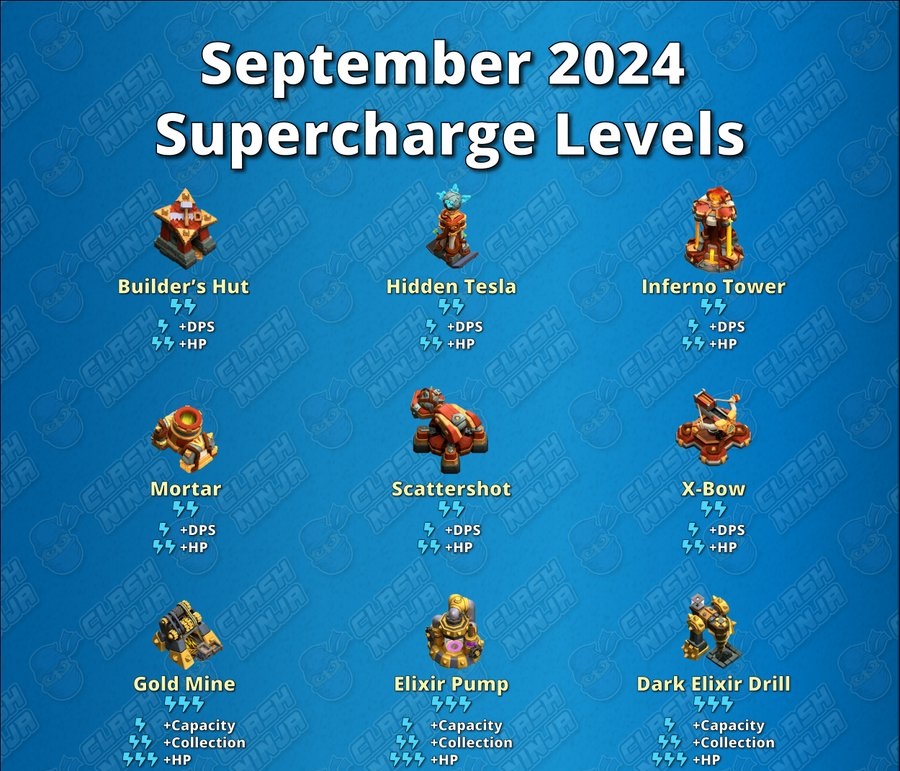 September 2024
Supercharge Levels
Builder’s Hut
+DPS
+HP
Hidden Tesla
+DPS
+HP
Inferno Tower
+DPS
+HP
Mortar
+DPS
+HP
Scattershot
+DPS
+HP
X-Bow
+DPS
+HP
Gold Mine
+Capacity
+Collection
+HP
Elixir Pump
+Capacity
+Collection
+HP
Dark Elixir Drill
+Capacity
+Collection
+HP
CLASH
NINJA